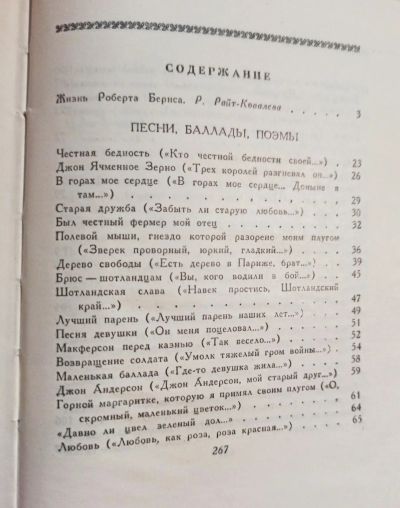 СОДЕРЖАНИЕ
Жизнь Роберта Бернса. Р. Райт-Ковалева . . . 3
ПЕСНИ, БАЛЛАДЫ, ПОЭМЫ
Честная бедность («Кто честной бедности своей...») . 23
Джон Ячменное Зерно («Трех королей разгневал он...») 26
В горах мое сердце («В горах мое сердце... Доныне я
там...») . . . . . . . . . . . 29
Старая дружба («Забыть ли старую любовь...») . . 30
Был честный фермер мой отец . . . . . . . 32
Полевой мыши, гнездо которой разорено моим плугом
(«Зверек проворный, юркий, гладкий...») . . . 36
Дерево свободы («Есть дерево в Париже, брат...») . 39
Брюс — шотландцам («Вы, кого водили в бой...») . 45
Шотландская слава («Навек простись, Шотландский
край...») . . . . . . . . . . . 47
Лучший парень («Лучший парень наших лет...») . . 49
Песня девушки («Он меня поцеловал...») . . . . 51
Макферсон перед казнью («Так весело...») . . . 52
Возвращение солдата («Умолк тяжелый гром войны...») 54
Маленькая баллада («Где-то девушка жила...») . . 58
Джон Андерсон («Джон Андерсон, мой старый друг...») 59
Горной маргаритке, которую я примял своим плугом («О,
скромный, маленький цветок...») . . . . . 61
«Давно ли цвел зеленый дол...» . . . . . . 64
Любовь («Любовь, как роза, роза красная...») . . 65
267